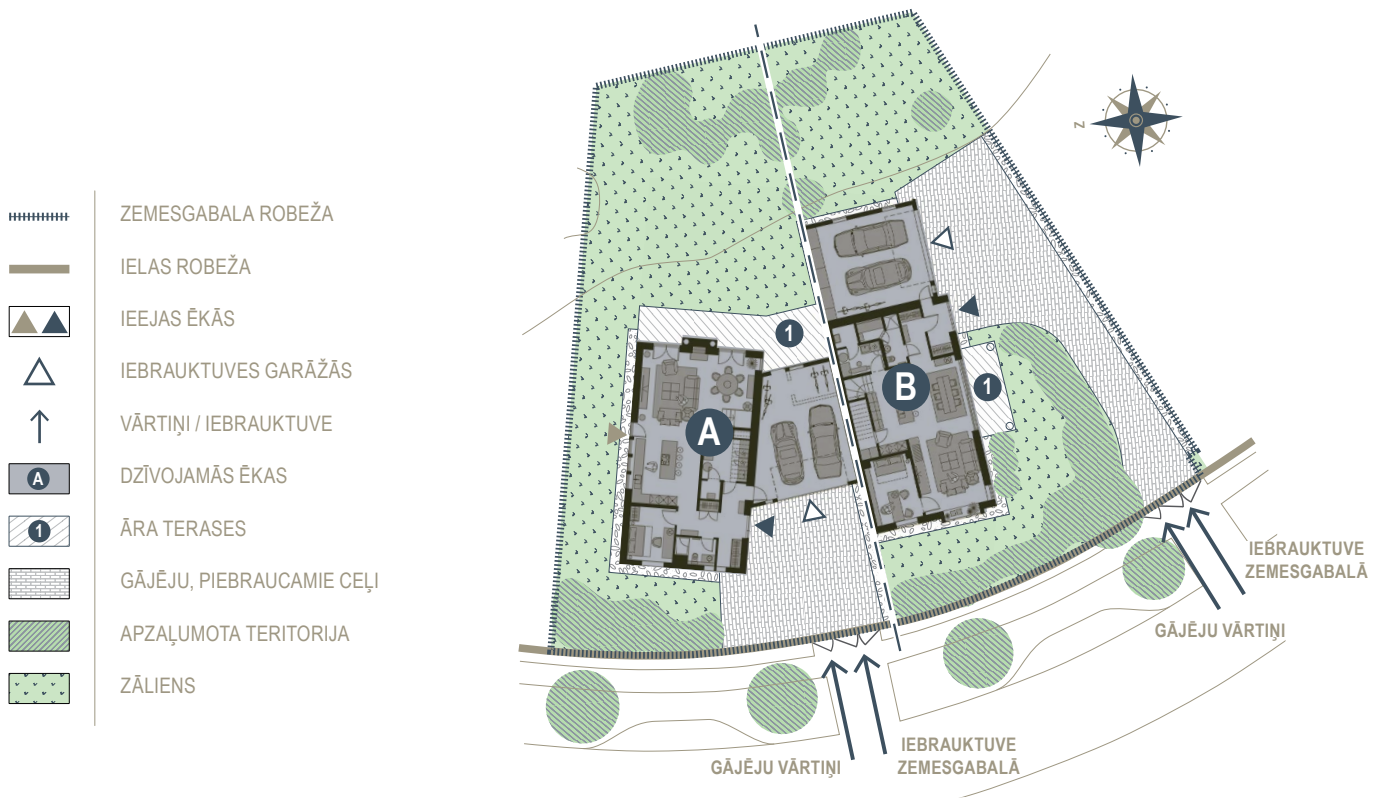 ZEMESGABALA ROBEŽA
IELAS ROBEŽA
IEEJAS ĒKĀS
IEBRAUKTUVES GARĀŽĀS
VĀRTIŅI / IEBRAUKTUVE
A
DZĪVOJAMĀS ĒKAS
1
ĀRA TERASES
GĀJĒJU, PIEBRAUCAMIE CEĻI
APZAĻUMOTA TERITORIJA
ZĀLIENS
Z
1
A
B
1
IEBRAUKTUVE
ZEMESGABALĀ
GĀJĒJU VĀRTIŅI
IEBRAUKTUVE
ZEMESGABALĀ
GĀJĒJU VĀRTIŅI